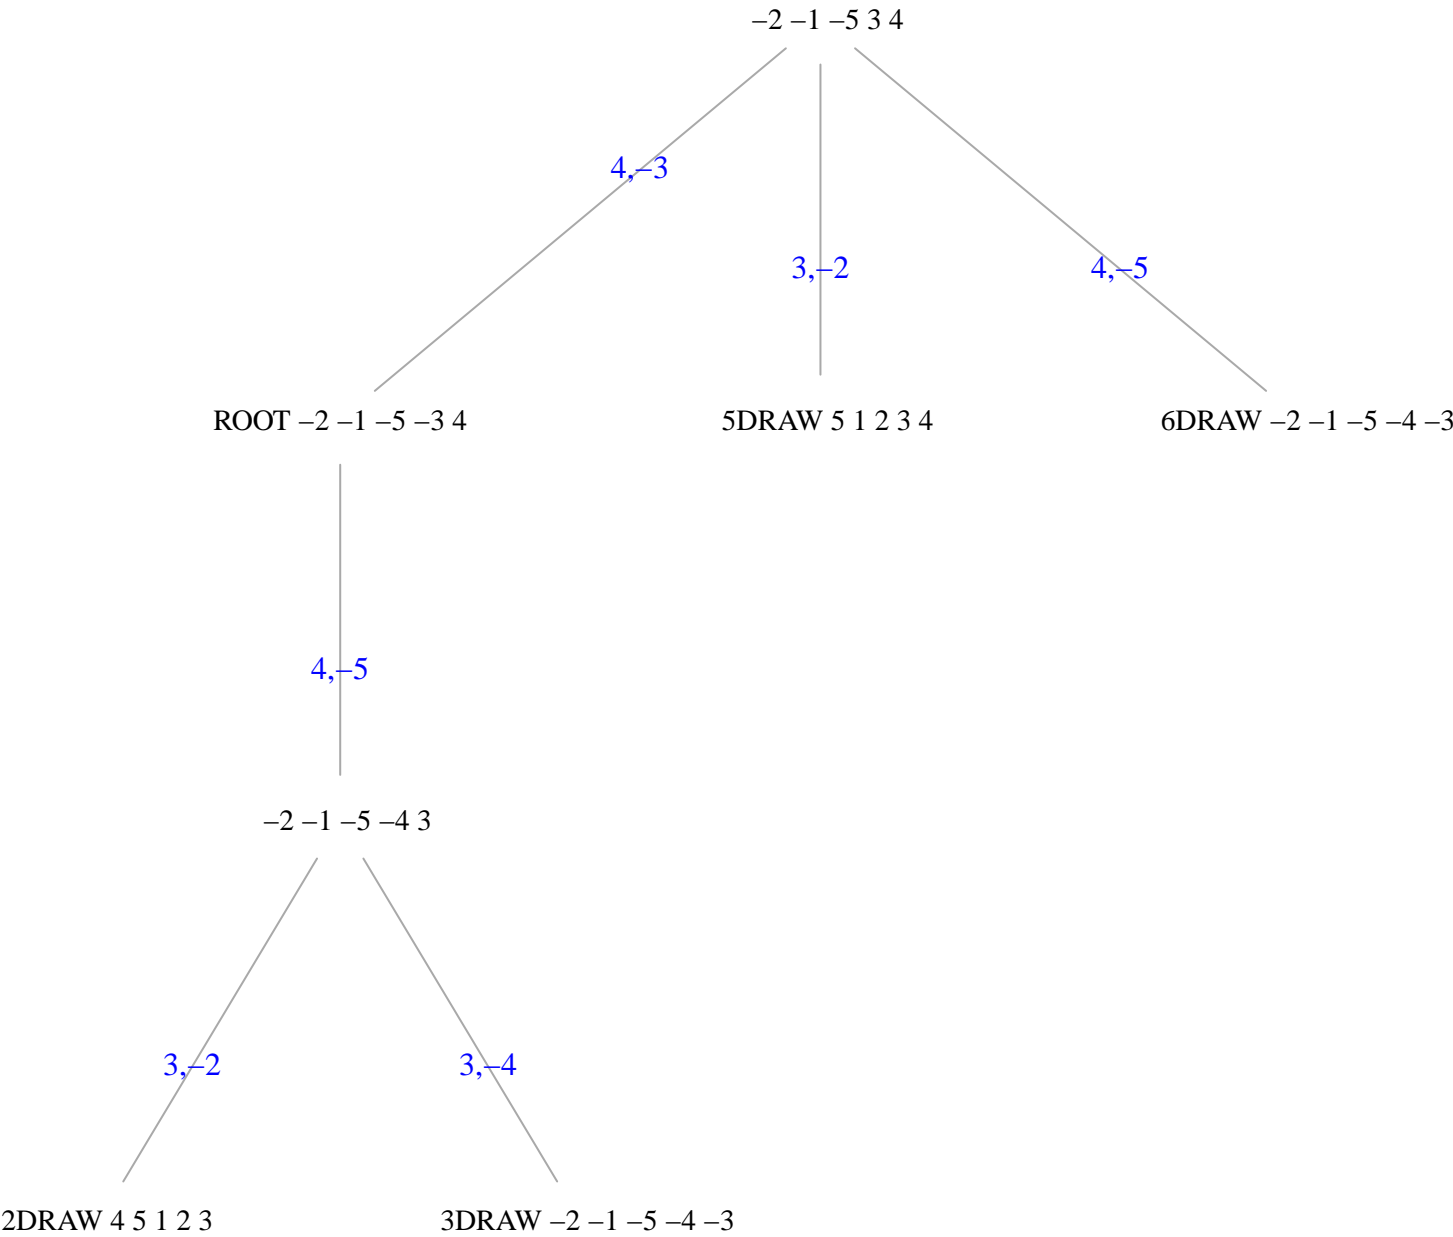 –2 –1 –5 3 4
4,–3
3,–2
4,–5
ROOT –2 –1 –5 –3 4
5DRAW 5 1 2 3 4
6DRAW –2 –1 –5 –4 –3
4,–5
–2 –1 –5 –4 3
3,–2
3,–4
2DRAW 4 5 1 2 3
3DRAW –2 –1 –5 –4 –3